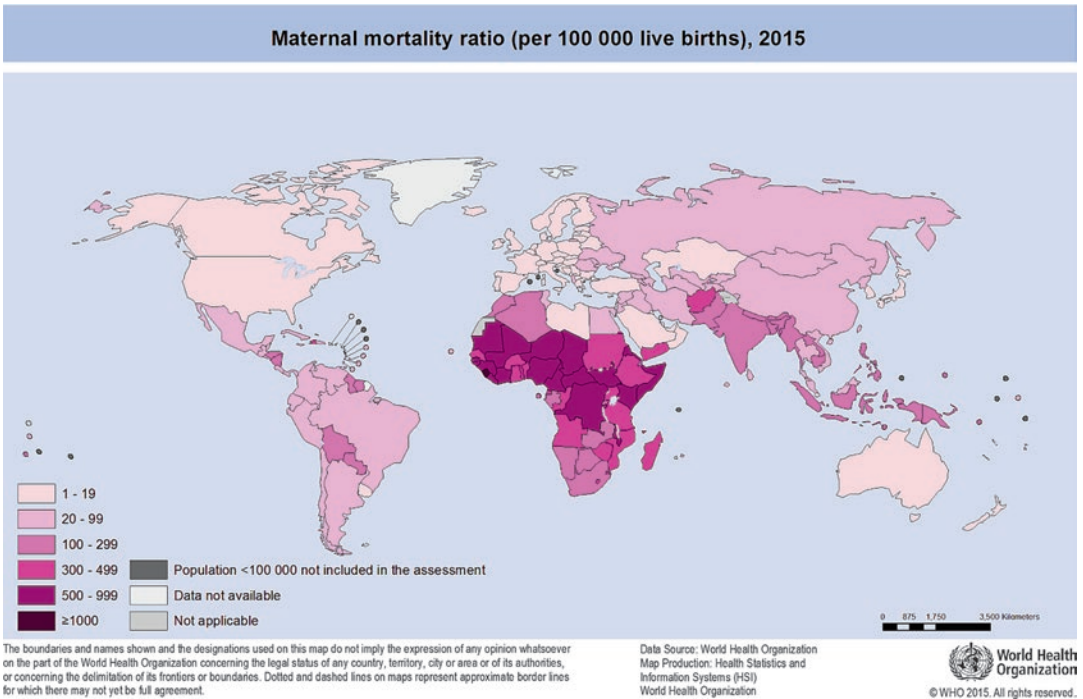 Maternal mortality ratio (per 100 000 live births), 2015
1 - 19
20 - 99
100 - 299
300 - 499
500 - 999
≥1000
Population <100 000 not included in the assessment
Data not available
Not applicable
0 875 1,750 3,500 Kilometers
The boundaries and names shown and the designations used on this map do not imply the expression of any opinion whatsoever
on the part of the World Health Organization concerning the legal status of any country, territory, city or area or of its authorities,
or concerning the delimitation of its frontiers or boundaries. Dotted and dashed lines on maps represent approximate border lines
for which there may not yet be full agreement.
Data Source: World Health Organization
Map Production: Health Statistics and
Information Systems (HSI)
World Health Organization
World Health
Organization
© WHO 2015. All rights reserved.